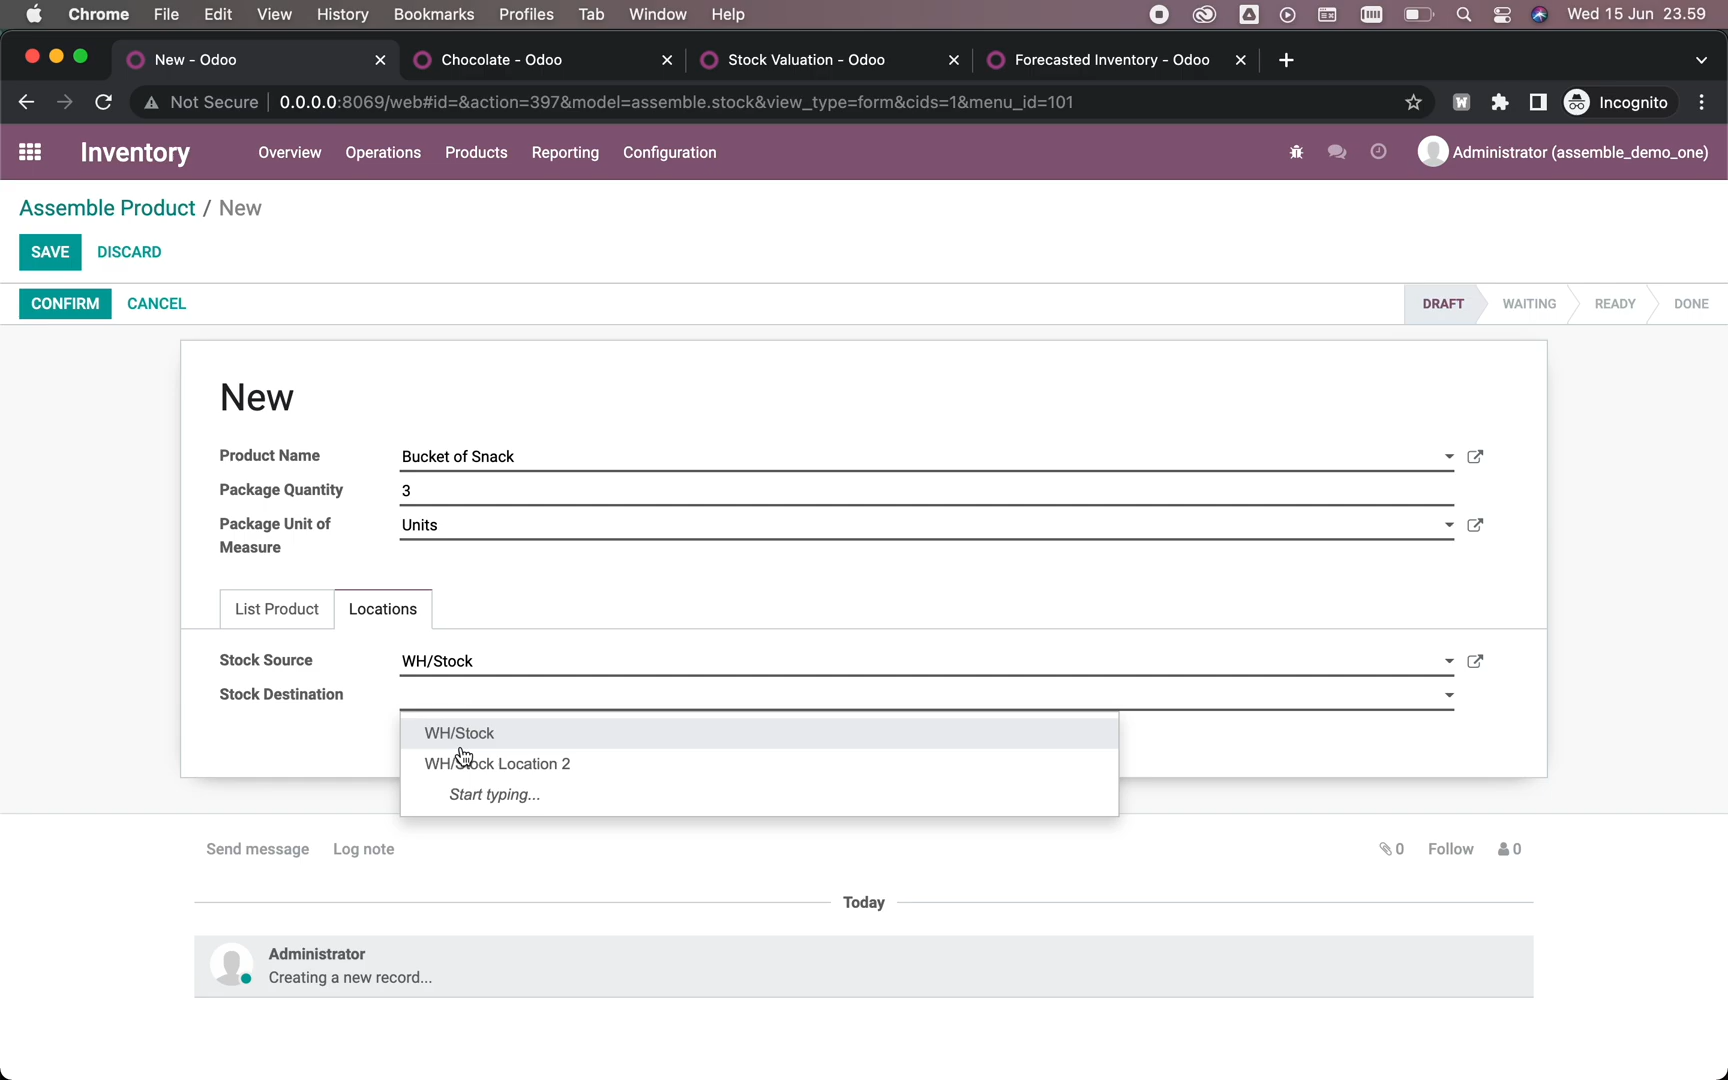 Chrome File Edit View History Bookmarks Profiles Tab Window Help Wed 15 Jun 23.59
New - Odoo Chocolate - Odoo Stock Valuation - Odoo Forecasted Inventory - Odoo
Not Secure 0.0.0.0:8069/web#id=&action=397&model=assemble.stock&view_type=form&cids=1&menu_id=101 W Incognito
Inventory Overview Operations Products Reporting Configuration Administrator (assemble_demo_one)
Assemble Product / New
SAVE DISCARD
CONFIRM CANCEL DRAFT WAITING READY DONE
New
Product Name Bucket of Snack
Package Quantity 3
Package Unit of Measure Units
List Product Locations
Stock Source WH/Stock
Stock Destination
WH/Stock
WH/Stock Location 2
Start typing...
Send message Log note 0 Follow 0
Today
Administrator
Creating a new record...